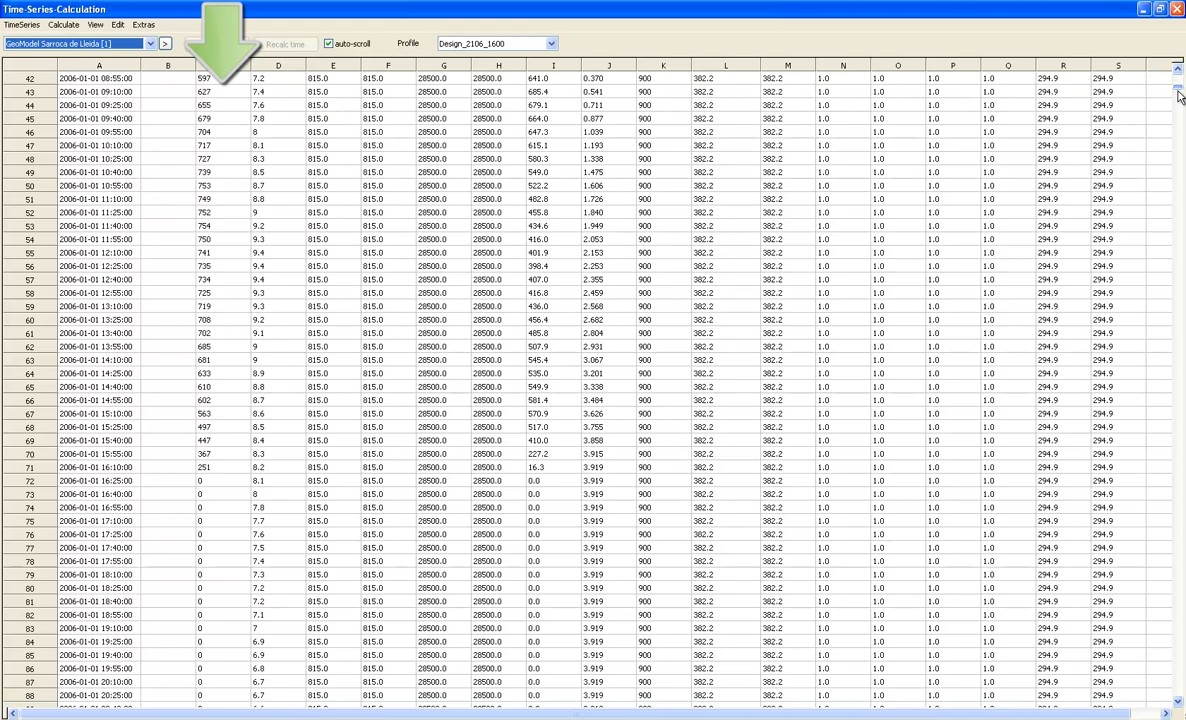 Time-Series-Calculation
TimeSeries Calculate View Edit Extras
GeoModel Sarroca de Lleida [1] > Recalc time auto-scroll Profile Design_2106_1600
A B D E F G H I J K L M N O P Q R S
42 2006-01-01 08:55:00 597 7.2 815.0 815.0 28500.0 28500.0 641.0 0.370 900 382.2 382.2 1.0 1.0 1.0 1.0 294.9 294.9
43 2006-01-01 09:10:00 627 7.4 815.0 815.0 28500.0 28500.0 685.4 0.541 900 382.2 382.2 1.0 1.0 1.0 1.0 294.9 294.9
44 2006-01-01 09:25:00 655 7.6 815.0 815.0 28500.0 28500.0 679.1 0.711 900 382.2 382.2 1.0 1.0 1.0 1.0 294.9 294.9
45 2006-01-01 09:40:00 679 7.8 815.0 815.0 28500.0 28500.0 664.0 0.877 900 382.2 382.2 1.0 1.0 1.0 1.0 294.9 294.9
46 2006-01-01 09:55:00 704 8 815.0 815.0 28500.0 28500.0 647.3 1.039 900 382.2 382.2 1.0 1.0 1.0 1.0 294.9 294.9
47 2006-01-01 10:10:00 717 8.1 815.0 815.0 28500.0 28500.0 615.1 1.193 900 382.2 382.2 1.0 1.0 1.0 1.0 294.9 294.9
48 2006-01-01 10:25:00 727 8.3 815.0 815.0 28500.0 28500.0 580.3 1.338 900 382.2 382.2 1.0 1.0 1.0 1.0 294.9 294.9
49 2006-01-01 10:40:00 739 8.5 815.0 815.0 28500.0 28500.0 549.0 1.475 900 382.2 382.2 1.0 1.0 1.0 1.0 294.9 294.9
50 2006-01-01 10:55:00 753 8.7 815.0 815.0 28500.0 28500.0 522.2 1.606 900 382.2 382.2 1.0 1.0 1.0 1.0 294.9 294.9
51 2006-01-01 11:10:00 749 8.8 815.0 815.0 28500.0 28500.0 482.8 1.726 900 382.2 382.2 1.0 1.0 1.0 1.0 294.9 294.9
52 2006-01-01 11:25:00 752 9 815.0 815.0 28500.0 28500.0 455.8 1.840 900 382.2 382.2 1.0 1.0 1.0 1.0 294.9 294.9
53 2006-01-01 11:40:00 754 9.2 815.0 815.0 28500.0 28500.0 434.6 1.949 900 382.2 382.2 1.0 1.0 1.0 1.0 294.9 294.9
54 2006-01-01 11:55:00 750 9.3 815.0 815.0 28500.0 28500.0 416.0 2.053 900 382.2 382.2 1.0 1.0 1.0 1.0 294.9 294.9
55 2006-01-01 12:10:00 741 9.4 815.0 815.0 28500.0 28500.0 401.9 2.153 900 382.2 382.2 1.0 1.0 1.0 1.0 294.9 294.9
56 2006-01-01 12:25:00 735 9.4 815.0 815.0 28500.0 28500.0 398.4 2.253 900 382.2 382.2 1.0 1.0 1.0 1.0 294.9 294.9
57 2006-01-01 12:40:00 734 9.4 815.0 815.0 28500.0 28500.0 407.0 2.355 900 382.2 382.2 1.0 1.0 1.0 1.0 294.9 294.9
58 2006-01-01 12:55:00 725 9.3 815.0 815.0 28500.0 28500.0 416.8 2.459 900 382.2 382.2 1.0 1.0 1.0 1.0 294.9 294.9
59 2006-01-01 13:10:00 719 9.3 815.0 815.0 28500.0 28500.0 436.0 2.568 900 382.2 382.2 1.0 1.0 1.0 1.0 294.9 294.9
60 2006-01-01 13:25:00 708 9.2 815.0 815.0 28500.0 28500.0 456.4 2.682 900 382.2 382.2 1.0 1.0 1.0 1.0 294.9 294.9
61 2006-01-01 13:40:00 702 9.1 815.0 815.0 28500.0 28500.0 485.8 2.804 900 382.2 382.2 1.0 1.0 1.0 1.0 294.9 294.9
62 2006-01-01 13:55:00 685 9 815.0 815.0 28500.0 28500.0 507.9 2.931 900 382.2 382.2 1.0 1.0 1.0 1.0 294.9 294.9
63 2006-01-01 14:10:00 681 9 815.0 815.0 28500.0 28500.0 545.4 3.067 900 382.2 382.2 1.0 1.0 1.0 1.0 294.9 294.9
64 2006-01-01 14:25:00 633 8.9 815.0 815.0 28500.0 28500.0 535.0 3.201 900 382.2 382.2 1.0 1.0 1.0 1.0 294.9 294.9
65 2006-01-01 14:40:00 610 8.8 815.0 815.0 28500.0 28500.0 549.9 3.338 900 382.2 382.2 1.0 1.0 1.0 1.0 294.9 294.9
66 2006-01-01 14:55:00 602 8.7 815.0 815.0 28500.0 28500.0 581.4 3.484 900 382.2 382.2 1.0 1.0 1.0 1.0 294.9 294.9
67 2006-01-01 15:10:00 563 8.6 815.0 815.0 28500.0 28500.0 570.9 3.626 900 382.2 382.2 1.0 1.0 1.0 1.0 294.9 294.9
68 2006-01-01 15:25:00 497 8.5 815.0 815.0 28500.0 28500.0 517.0 3.755 900 382.2 382.2 1.0 1.0 1.0 1.0 294.9 294.9
69 2006-01-01 15:40:00 447 8.4 815.0 815.0 28500.0 28500.0 410.0 3.858 900 382.2 382.2 1.0 1.0 1.0 1.0 294.9 294.9
70 2006-01-01 15:55:00 367 8.3 815.0 815.0 28500.0 28500.0 227.2 3.915 900 382.2 382.2 1.0 1.0 1.0 1.0 294.9 294.9
71 2006-01-01 16:10:00 251 8.2 815.0 815.0 28500.0 28500.0 16.3 3.919 900 382.2 382.2 1.0 1.0 1.0 1.0 294.9 294.9
72 2006-01-01 16:25:00 0 8.1 815.0 815.0 28500.0 28500.0 0.0 3.919 900 382.2 382.2 1.0 1.0 1.0 1.0 294.9 294.9
73 2006-01-01 16:40:00 0 8 815.0 815.0 28500.0 28500.0 0.0 3.919 900 382.2 382.2 1.0 1.0 1.0 1.0 294.9 294.9
74 2006-01-01 16:55:00 0 7.8 815.0 815.0 28500.0 28500.0 0.0 3.919 900 382.2 382.2 1.0 1.0 1.0 1.0 294.9 294.9
75 2006-01-01 17:10:00 0 7.7 815.0 815.0 28500.0 28500.0 0.0 3.919 900 382.2 382.2 1.0 1.0 1.0 1.0 294.9 294.9
76 2006-01-01 17:25:00 0 7.6 815.0 815.0 28500.0 28500.0 0.0 3.919 900 382.2 382.2 1.0 1.0 1.0 1.0 294.9 294.9
77 2006-01-01 17:40:00 0 7.5 815.0 815.0 28500.0 28500.0 0.0 3.919 900 382.2 382.2 1.0 1.0 1.0 1.0 294.9 294.9
78 2006-01-01 17:55:00 0 7.4 815.0 815.0 28500.0 28500.0 0.0 3.919 900 382.2 382.2 1.0 1.0 1.0 1.0 294.9 294.9
79 2006-01-01 18:10:00 0 7.3 815.0 815.0 28500.0 28500.0 0.0 3.919 900 382.2 382.2 1.0 1.0 1.0 1.0 294.9 294.9
80 2006-01-01 18:25:00 0 7.2 815.0 815.0 28500.0 28500.0 0.0 3.919 900 382.2 382.2 1.0 1.0 1.0 1.0 294.9 294.9
81 2006-01-01 18:40:00 0 7.2 815.0 815.0 28500.0 28500.0 0.0 3.919 900 382.2 382.2 1.0 1.0 1.0 1.0 294.9 294.9
82 2006-01-01 18:55:00 0 7.1 815.0 815.0 28500.0 28500.0 0.0 3.919 900 382.2 382.2 1.0 1.0 1.0 1.0 294.9 294.9
83 2006-01-01 19:10:00 0 7 815.0 815.0 28500.0 28500.0 0.0 3.919 900 382.2 382.2 1.0 1.0 1.0 1.0 294.9 294.9
84 2006-01-01 19:25:00 0 6.9 815.0 815.0 28500.0 28500.0 0.0 3.919 900 382.2 382.2 1.0 1.0 1.0 1.0 294.9 294.9
85 2006-01-01 19:40:00 0 6.9 815.0 815.0 28500.0 28500.0 0.0 3.919 900 382.2 382.2 1.0 1.0 1.0 1.0 294.9 294.9
86 2006-01-01 19:55:00 0 6.8 815.0 815.0 28500.0 28500.0 0.0 3.919 900 382.2 382.2 1.0 1.0 1.0 1.0 294.9 294.9
87 2006-01-01 20:10:00 0 6.7 815.0 815.0 28500.0 28500.0 0.0 3.919 900 382.2 382.2 1.0 1.0 1.0 1.0 294.9 294.9
88 2006-01-01 20:25:00 0 6.7 815.0 815.0 28500.0 28500.0 0.0 3.919 900 382.2 382.2 1.0 1.0 1.0 1.0 294.9 294.9